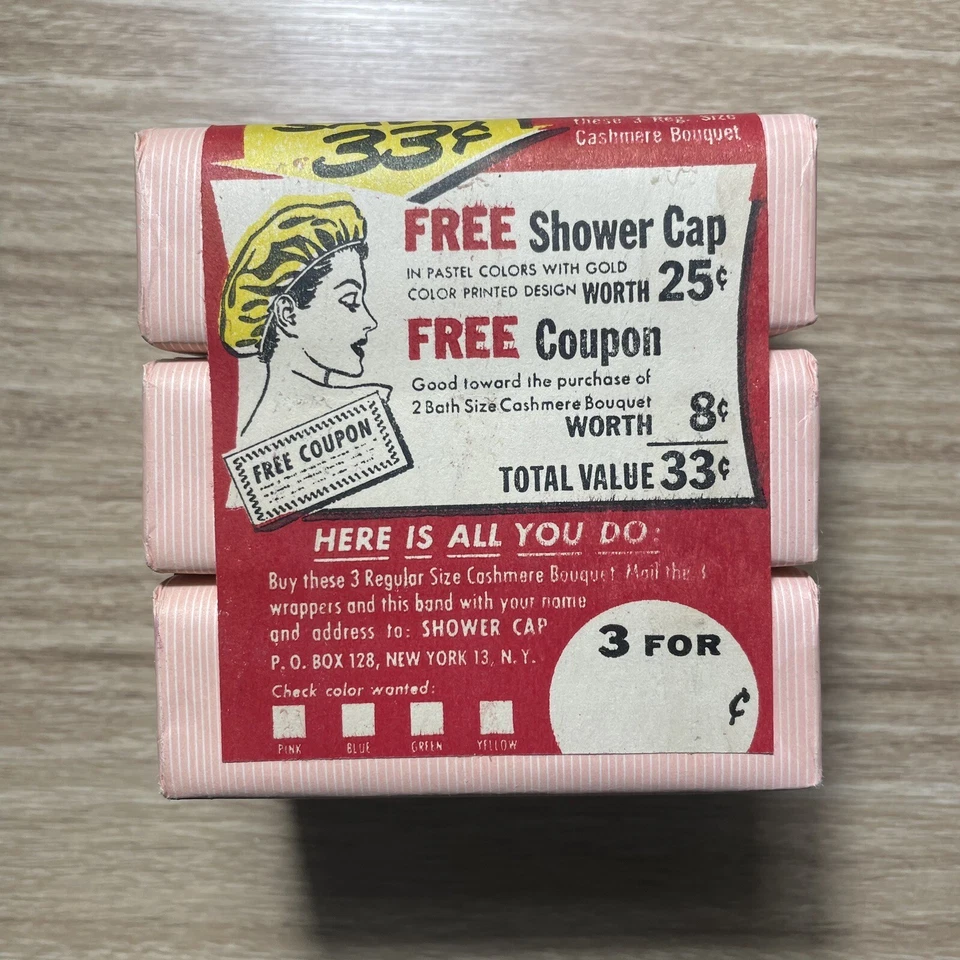 33¢
these 3 Reg. Size
Cashmere Bouquet
FREE Shower Cap
IN PASTEL COLORS WITH GOLD
COLOR PRINTED DESIGN WORTH 25¢
FREE Coupon
Good toward the purchase of
2 Bath Size Cashmere Bouquet
WORTH 8¢
TOTAL VALUE 33¢
FREE COUPON
HERE IS ALL YOU DO:
Buy these 3 Regular Size Cashmere Bouquet. Mail the 3
wrappers and this band with your name
and address to: SHOWER CAP
P. O. BOX 128, NEW YORK 13, N. Y.
Check color wanted:
PINK BLUE GREEN YELLOW
3 FOR
¢